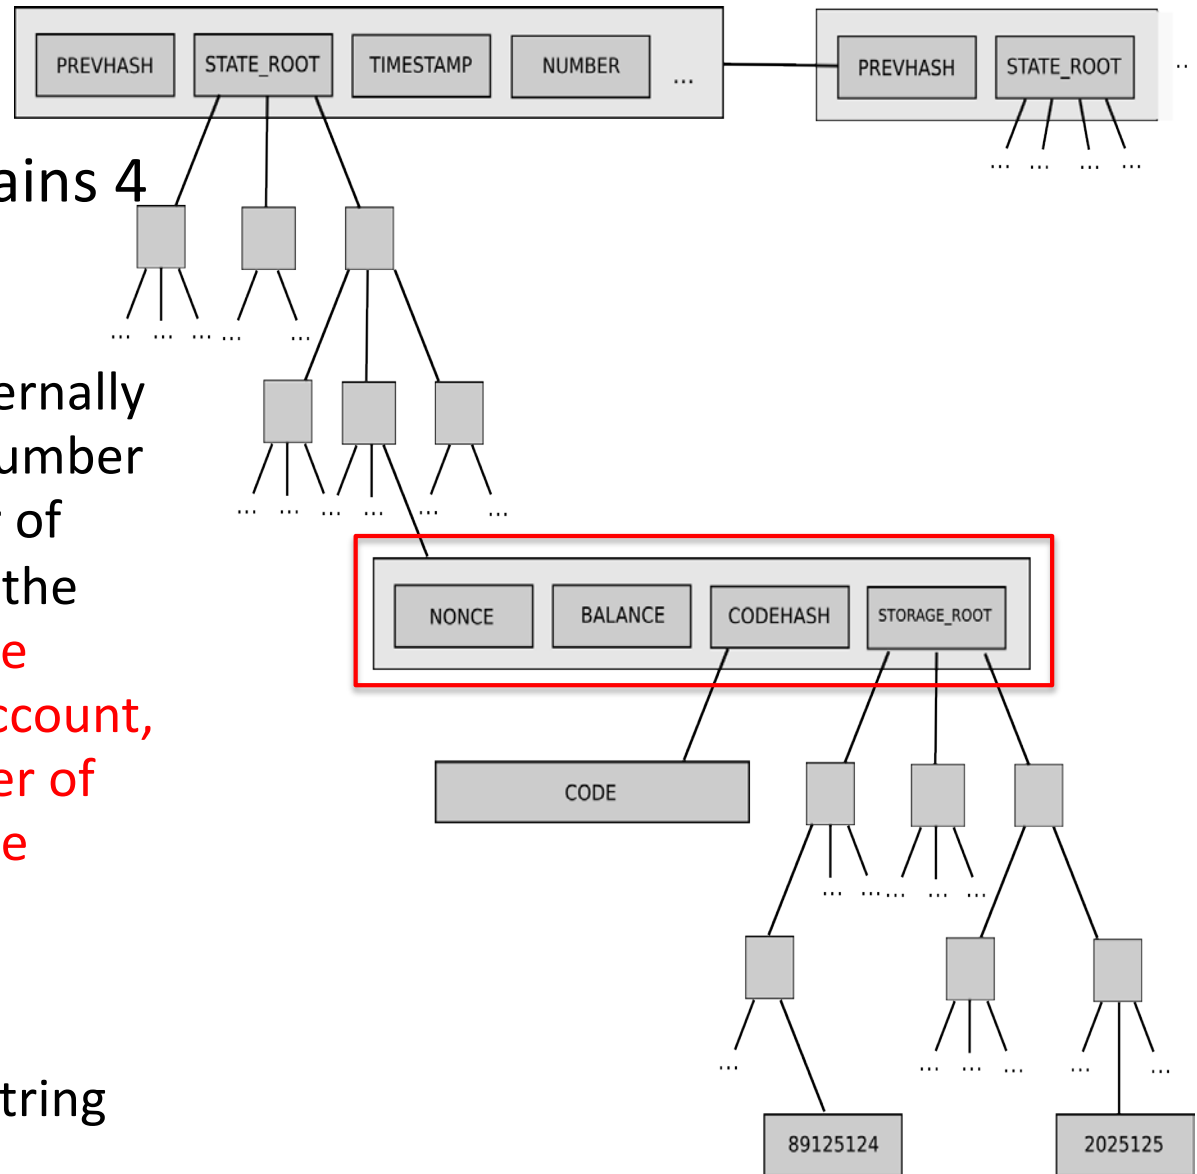 PREVHASH STATE_ROOT TIMESTAMP NUMBER ... PREVHASH STATE_ROOT ..
... ... ... ...
ains 4
... ... ... ... ...
ernally
umber
... ... ... ... ... ...
r of
the
NONCE BALANCE CODEHASH STORAGE_ROOT
e
ccount,
er of
CODE
e
... ... ... ... ...
... ... ... ... ... ...
tring
89125124 2025125